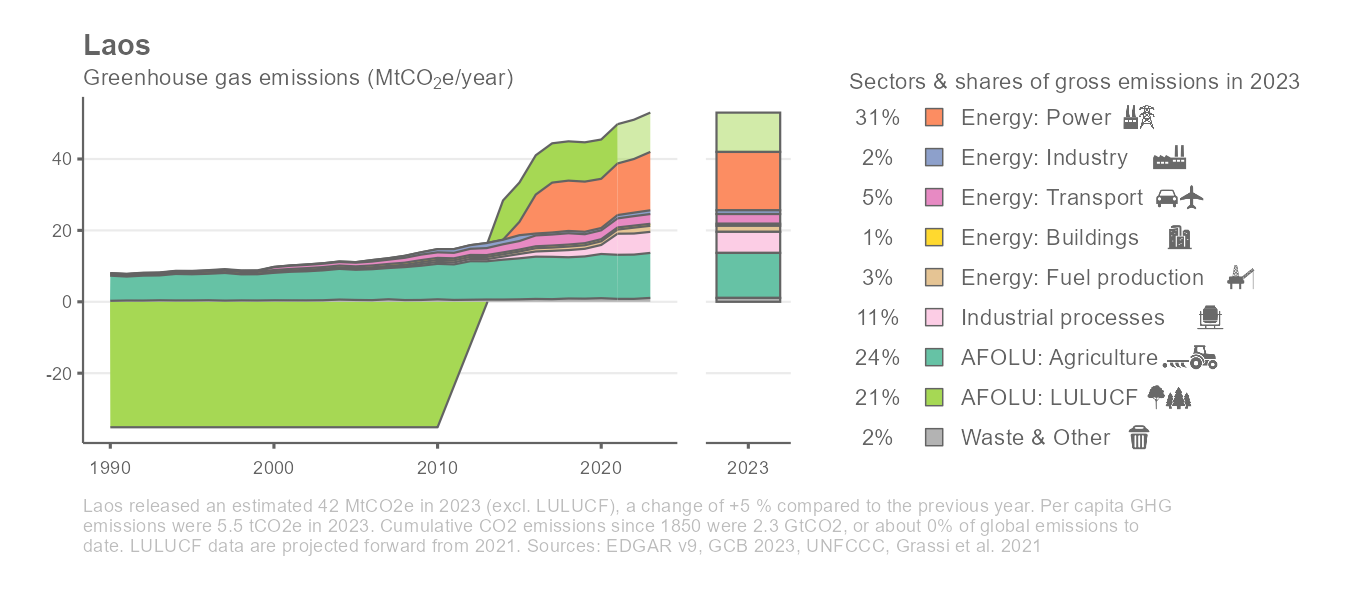 Laos
Greenhouse gas emissions (MtCO₂e/year)
40
20
0
-20
1990
2000
2010
2020
2023
Sectors & shares of gross emissions in 2023
31% Energy: Power
2% Energy: Industry
5% Energy: Transport
1% Energy: Buildings
3% Energy: Fuel production
11% Industrial processes
24% AFOLU: Agriculture
21% AFOLU: LULUCF
2% Waste & Other
Laos released an estimated 42 MtCO2e in 2023 (excl. LULUCF), a change of +5 % compared to the previous year. Per capita GHG
emissions were 5.5 tCO2e in 2023. Cumulative CO2 emissions since 1850 were 2.3 GtCO2, or about 0% of global emissions to
date. LULUCF data are projected forward from 2021. Sources: EDGAR v9, GCB 2023, UNFCCC, Grassi et al. 2021